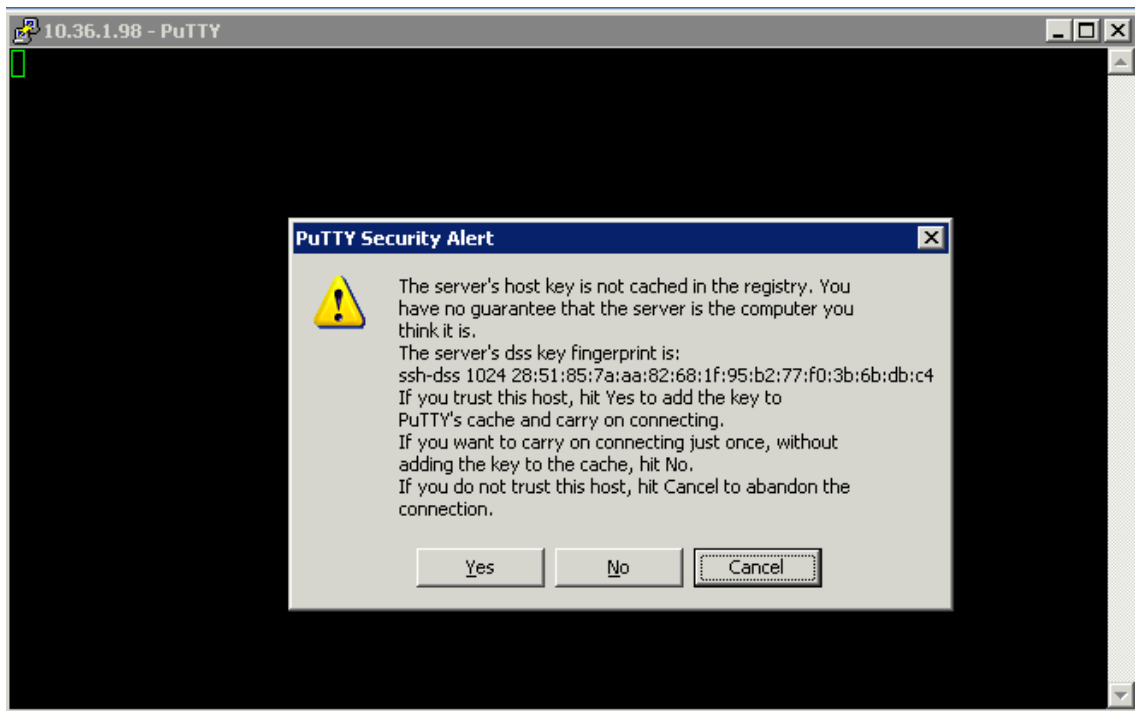 10.36.1.98 - PuTTY
PuTTY Security Alert
The server's host key is not cached in the registry. You
have no guarantee that the server is the computer you
think it is.
The server's dss key fingerprint is:
ssh-dss 1024 28:51:85:7a:aa:82:68:1f:95:b2:77:f0:3b:6b:db:c4
If you trust this host, hit Yes to add the key to
PuTTY's cache and carry on connecting.
If you want to carry on connecting just once, without
adding the key to the cache, hit No.
If you do not trust this host, hit Cancel to abandon the
connection.
Yes No Cancel